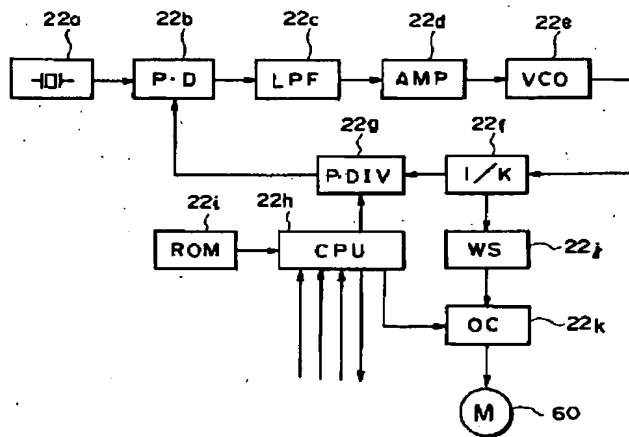 22a 22b 22c 22d 22e
P·D LPF AMP VCO
22g 22f
P·DIV 1/K
22i 22h
ROM CPU WS 22j
OC 22k
M 60